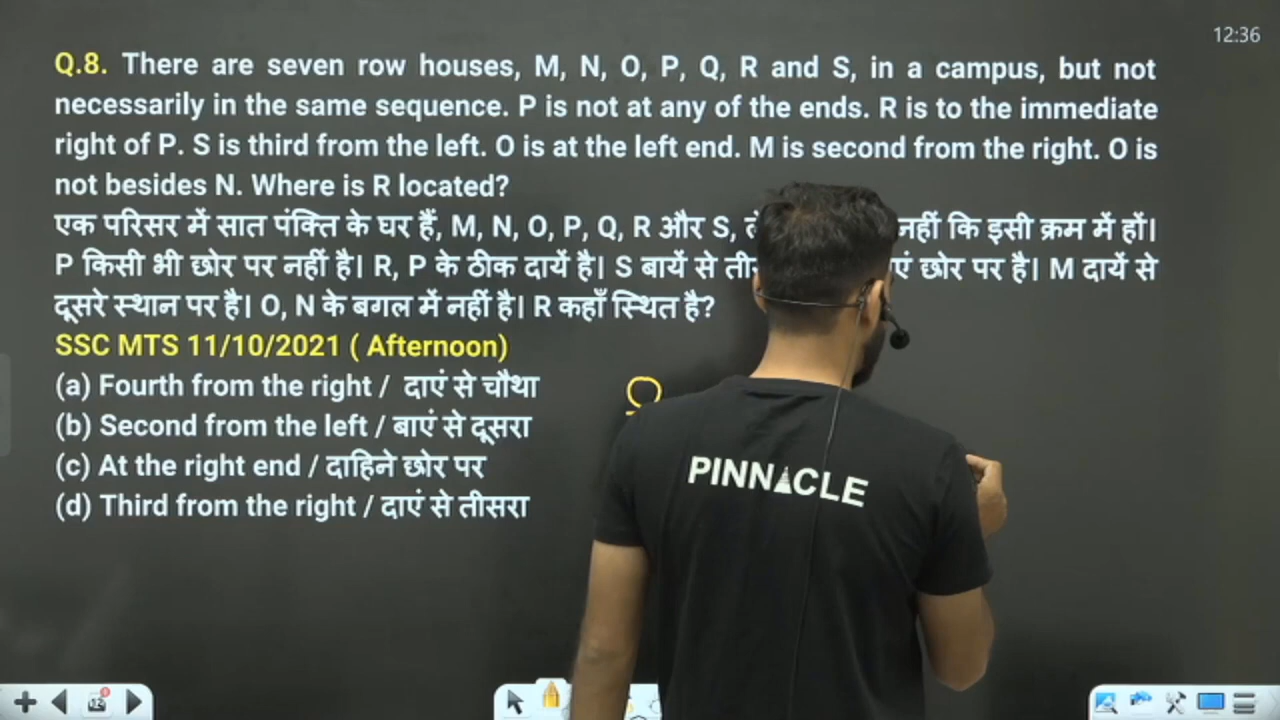 12:36
Q.8. There are seven row houses, M, N, O, P, Q, R and S, in a campus, but not
necessarily in the same sequence. P is not at any of the ends. R is to the immediate
right of P. S is third from the left. O is at the left end. M is second from the right. O is
not besides N. Where is R located?
एक परिसर में सात पंक्ति के घर हैं, M, N, O, P, Q, R और S, नहीं कि इसी क्रम में हों।
P किसी भी छोर पर नहीं है। R, P के ठीक दायें है। S बायें से छोर पर है। M दायें से
दूसरे स्थान पर है। O, N के बगल में नहीं है। R कहाँ स्थित है?
SSC MTS 11/10/2021 ( Afternoon)
(a) Fourth from the right / दाएं से चौथा
(b) Second from the left / बाएं से दूसरा
(c) At the right end / दाहिने छोर पर
(d) Third from the right / दाएं से तीसरा
O
PINNACLE